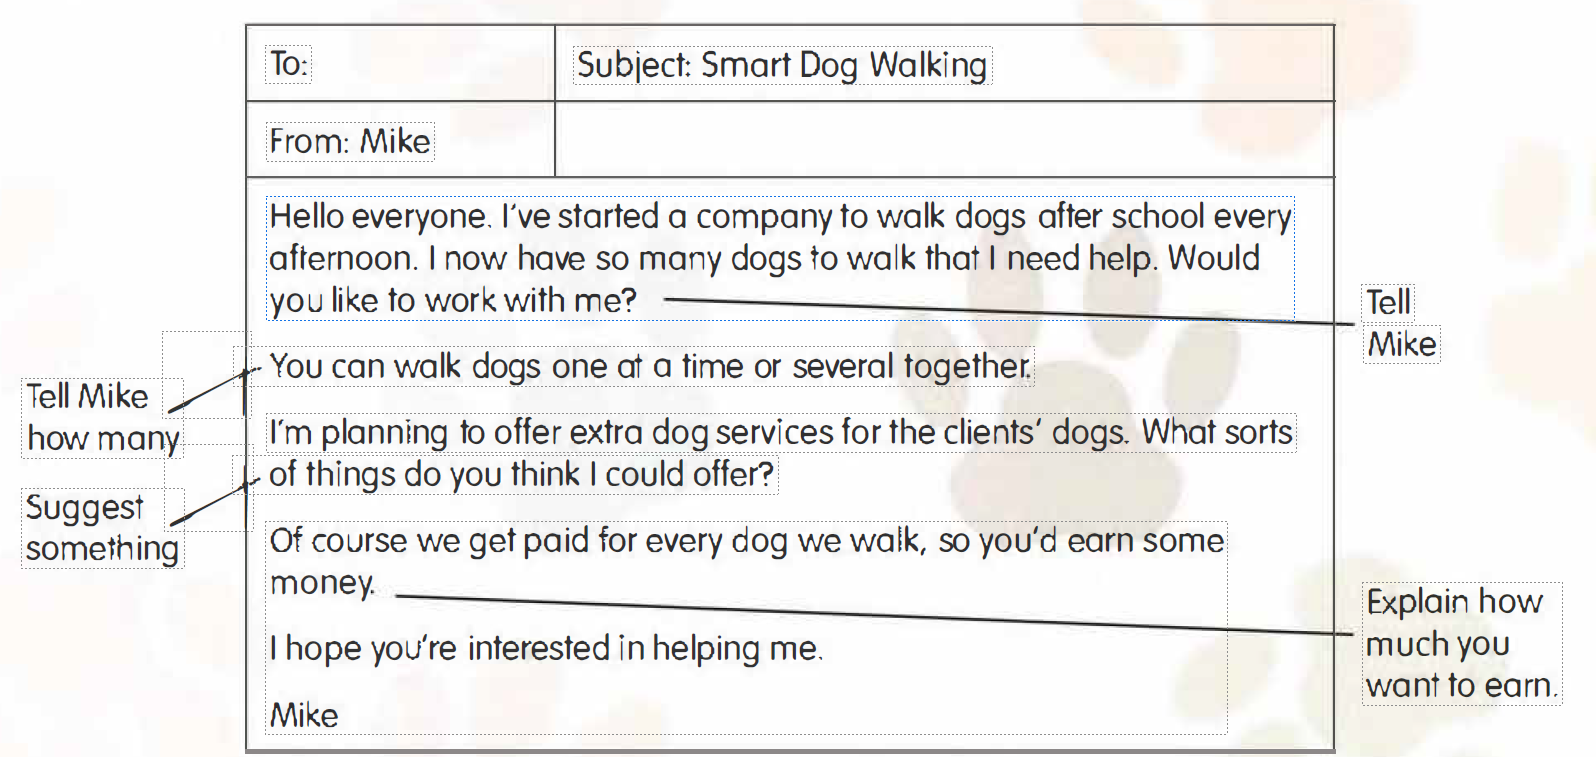 To:
Subject: Smart Dog Walking
From: Mike
Hello everyone. I've started a company to walk dogs after school every
afternoon. I now have so many dogs to walk that I need help. Would
you like to work with me?
Tell
Mike
You can walk dogs one at a time or several together.
Tell Mike
how many
I'm planning to offer extra dog services for the clients' dogs. What sorts
of things do you think I could offer?
Suggest
something
Of course we get paid for every dog we walk, so you'd earn some
money.
Explain how
much you
want to earn.
I hope you're interested in helping me.
Mike